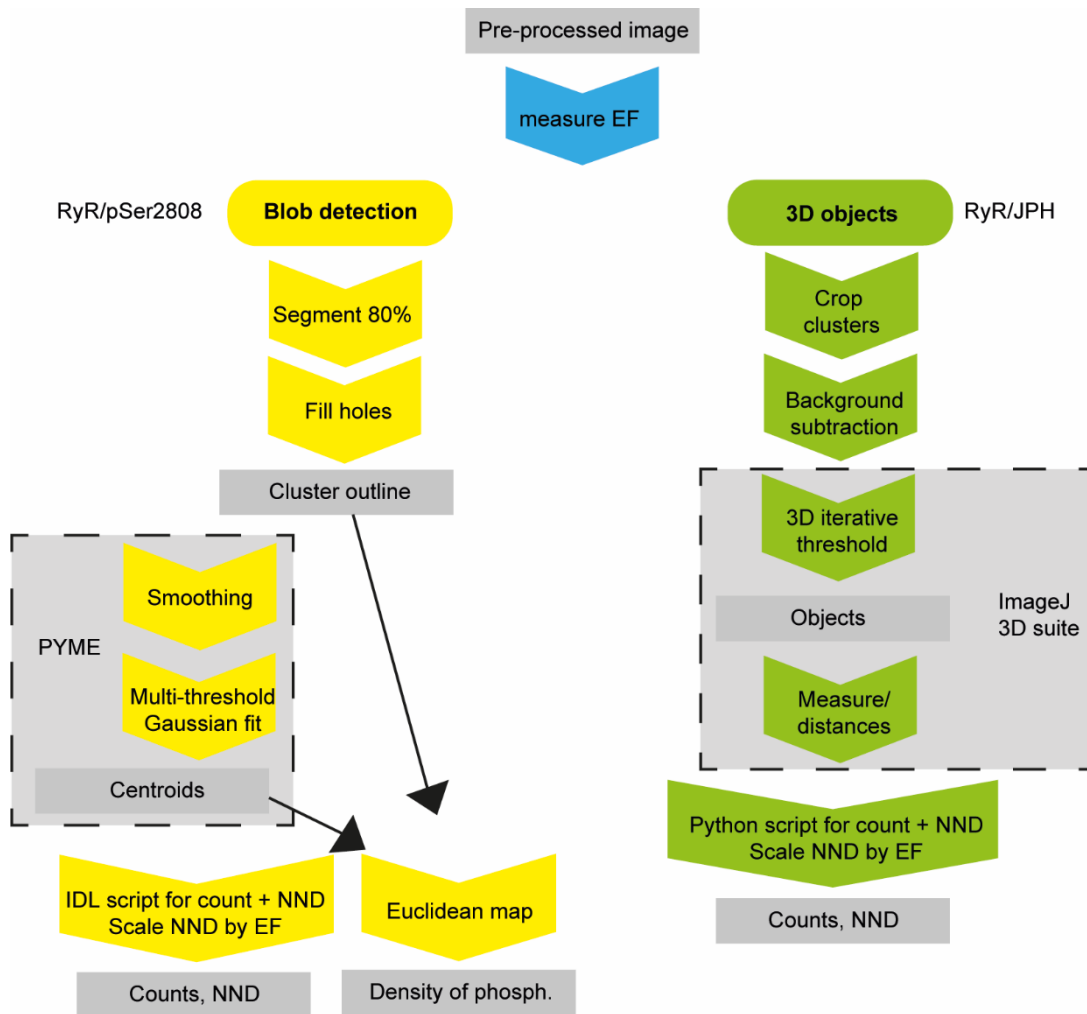 Pre-processed image
measure EF
RyR/pSer2808
Blob detection
Segment 80%
Fill holes
Cluster outline
PYME
Smoothing
Multi-threshold
Gaussian fit
Centroids
IDL script for count + NND
Scale NND by EF
Counts, NND
Euclidean map
Density of phosph.
3D objects
RyR/JPH
Crop
clusters
Background
subtraction
3D iterative
threshold
Objects
ImageJ
3D suite
Measure/
distances
Python script for count + NND
Scale NND by EF
Counts, NND